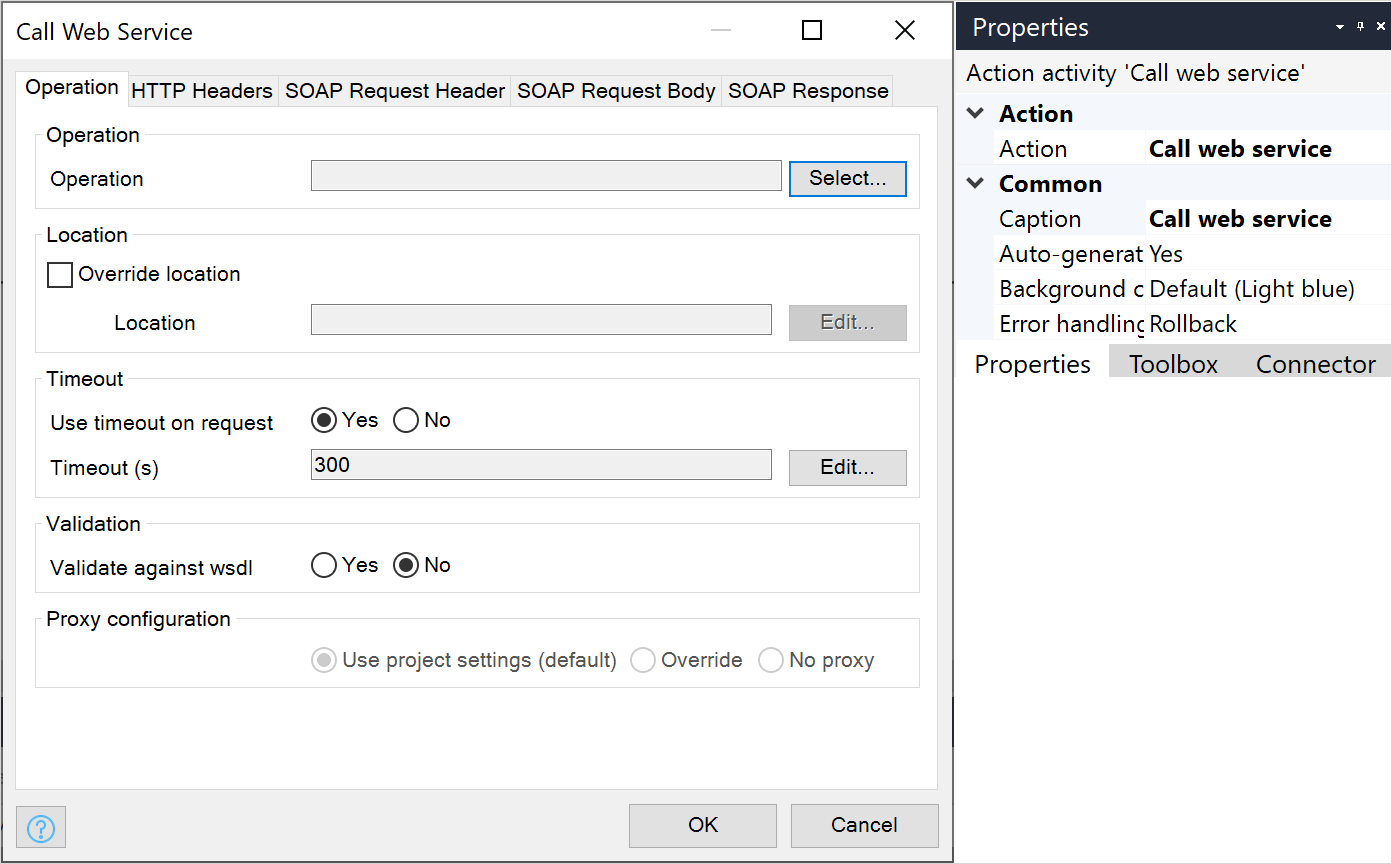 Call Web Service
Operation HTTP Headers SOAP Request Header SOAP Request Body SOAP Response
Operation
Operation Select...
Location
Override location
Location Edit...
Timeout
Use timeout on request Yes No
Timeout (s) 300 Edit...
Validation
Validate against wsdl Yes No
Proxy configuration
Use project settings (default) Override No proxy
? OK Cancel
Properties
Action activity 'Call web service'
Action
Action Call web service
Common
Caption Call web service
Auto-generat Yes
Background c Default (Light blue)
Error handling Rollback
Properties Toolbox Connector